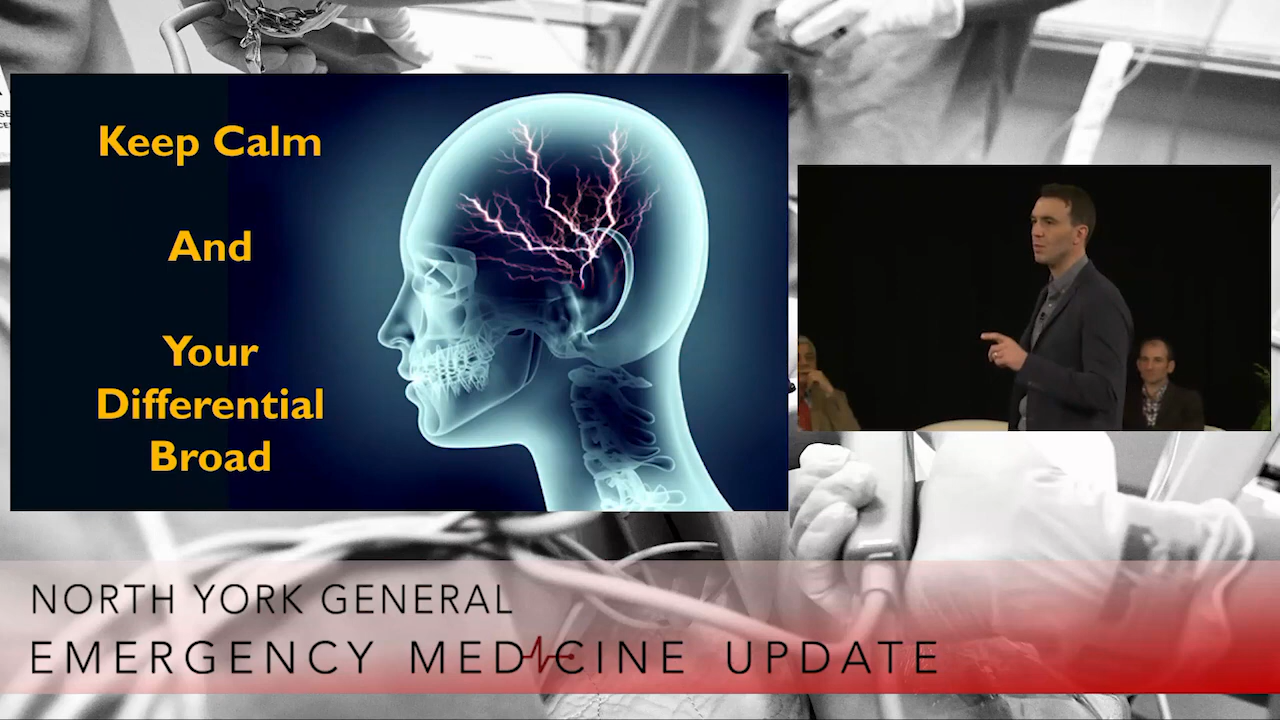 Keep Calm
And
Your
Differential
Broad
NORTH YORK GENERAL
EMERGENCY MEDICINE UPDATE